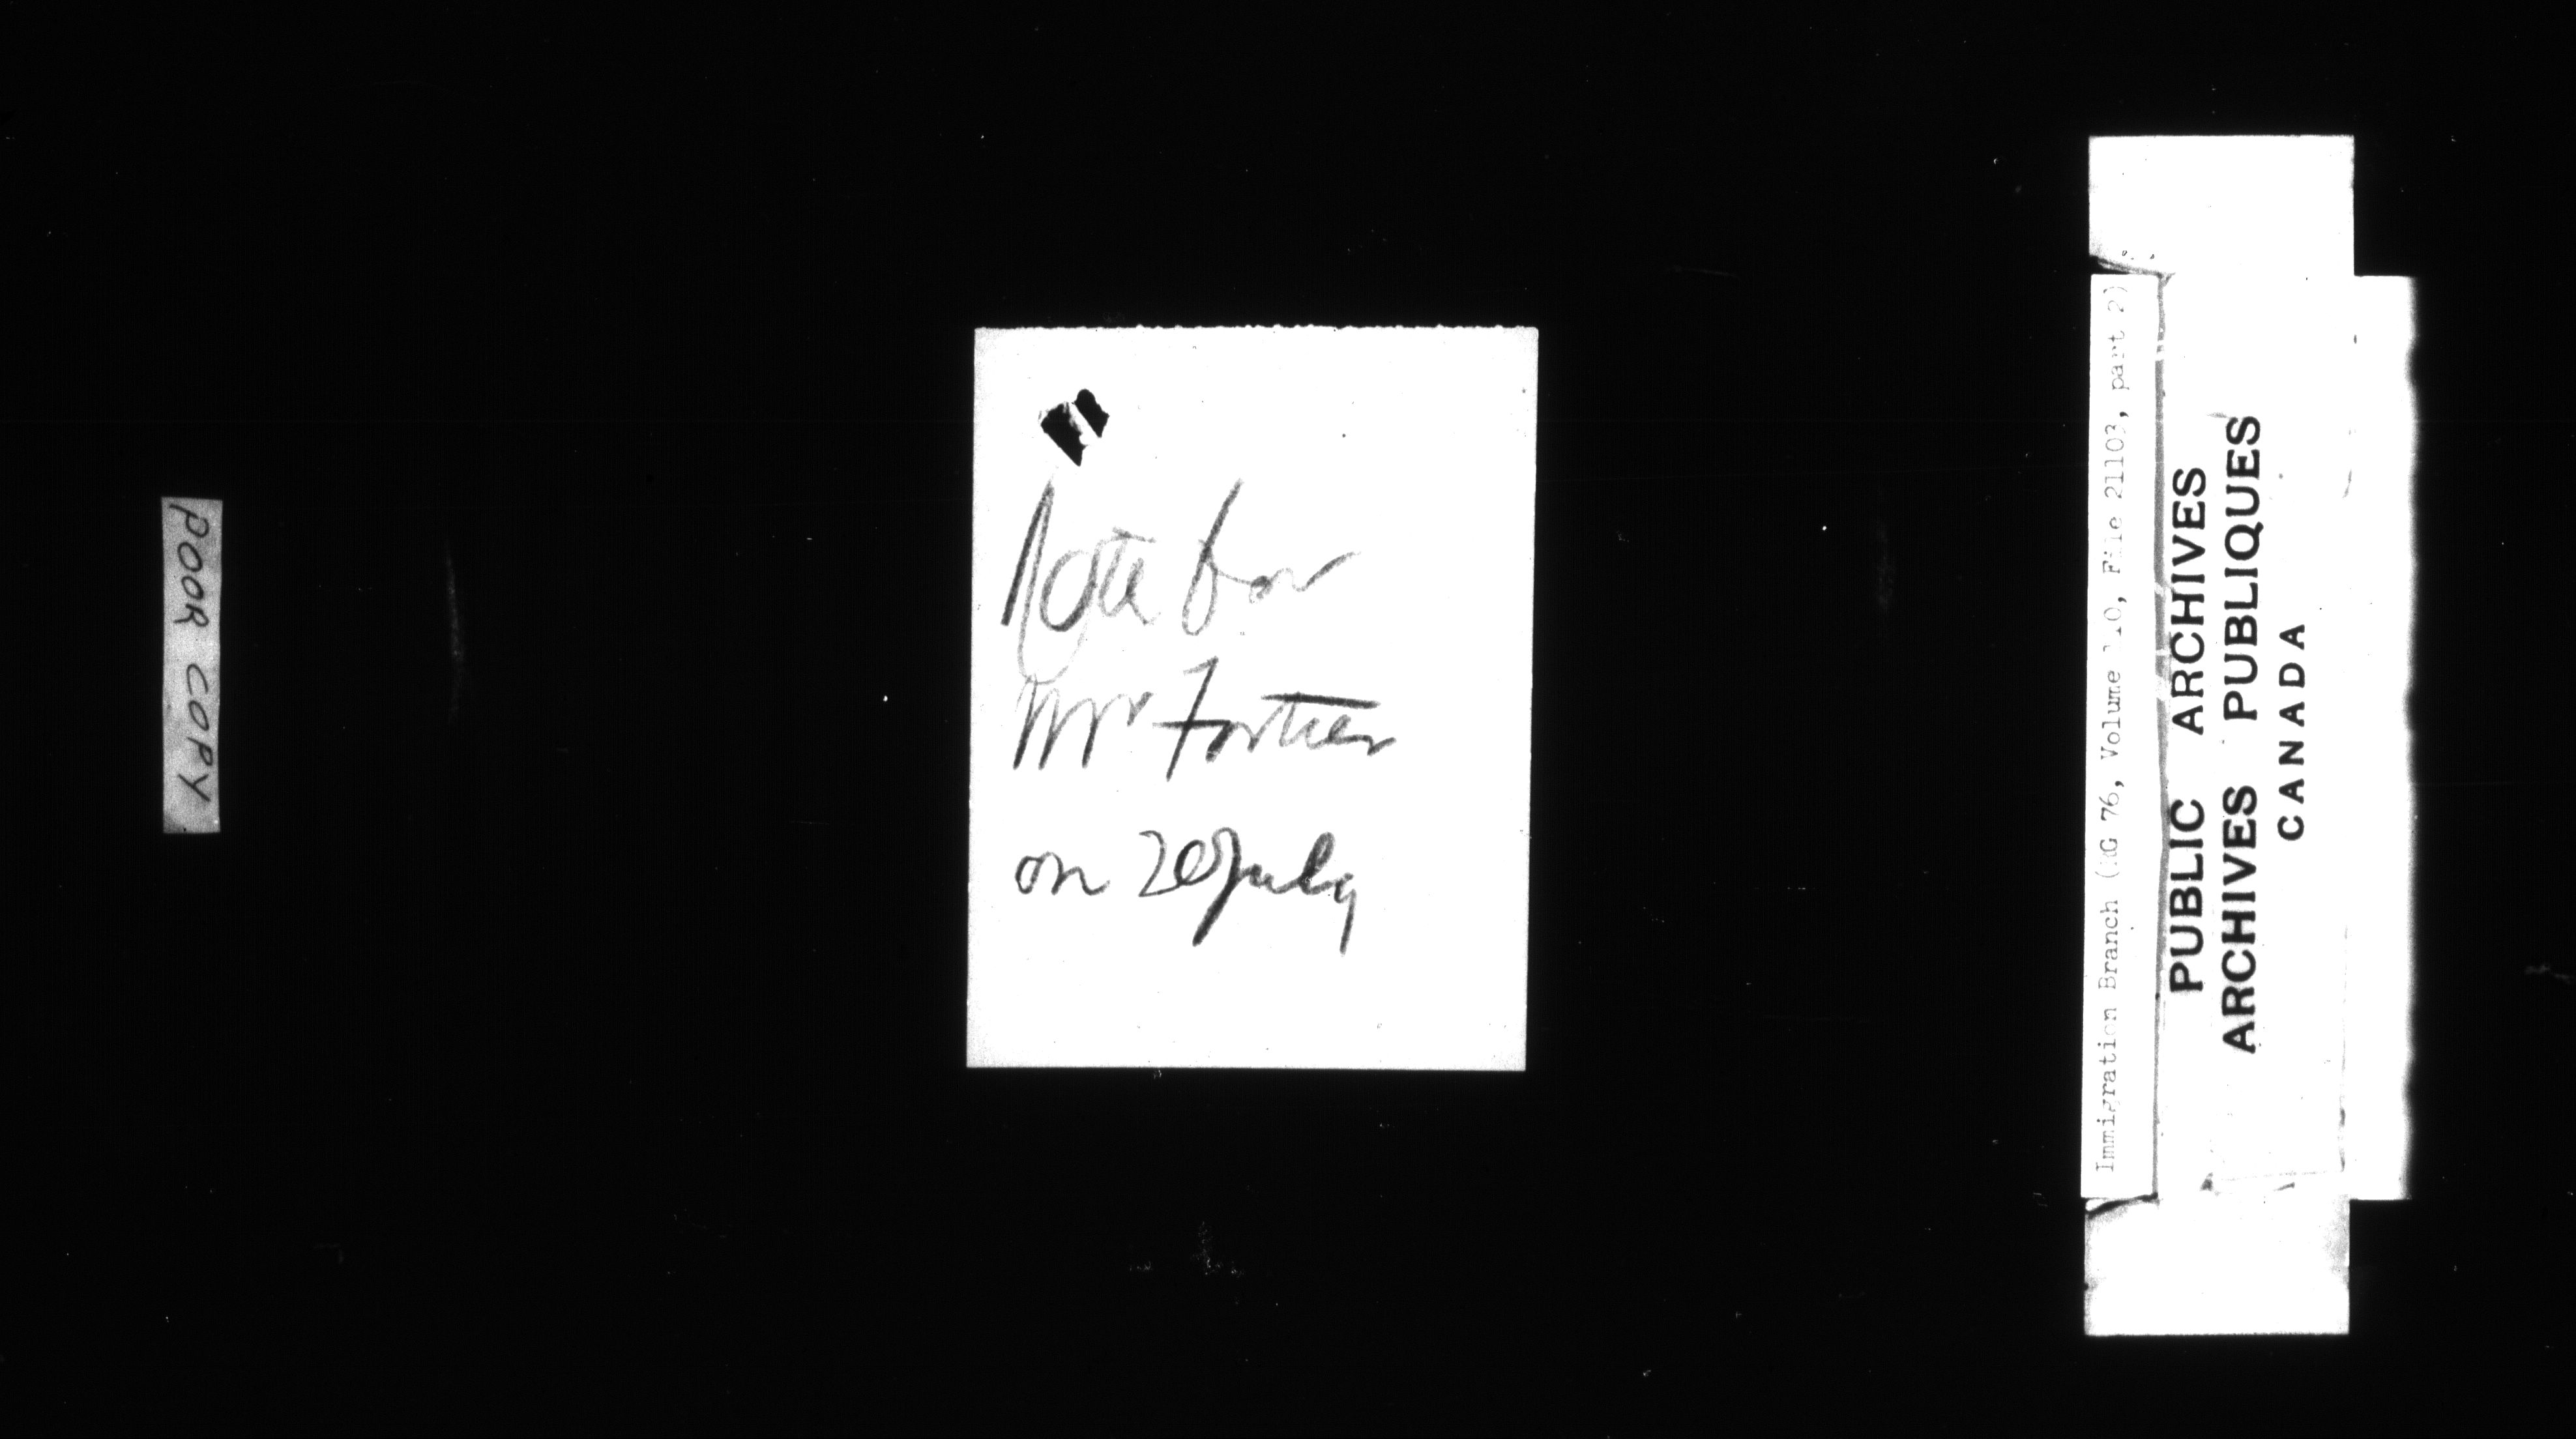 POOR COPY
Note for
Mr Fortier
on 20 July
Immigration Branch (RG 76, Volume 110, File 21103, part 2)
PUBLIC ARCHIVES
ARCHIVES PUBLIQUES
CANADA